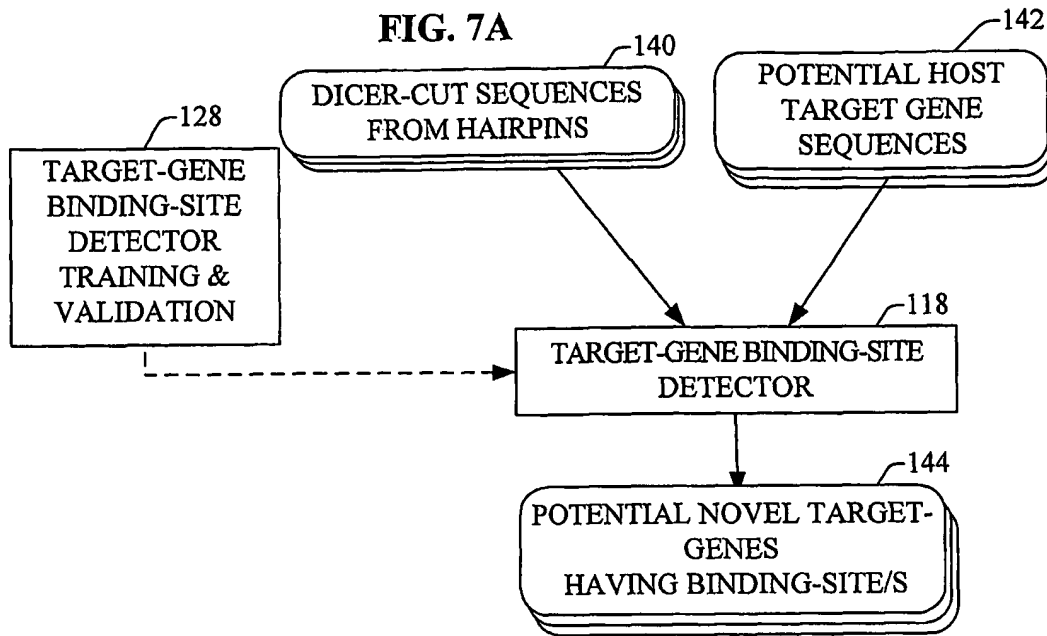 FIG. 7A
140
DICER-CUT SEQUENCES
FROM HAIRPINS
142
POTENTIAL HOST
TARGET GENE
SEQUENCES
128
TARGET-GENE
BINDING-SITE
DETECTOR
TRAINING &
VALIDATION
118
TARGET-GENE BINDING-SITE
DETECTOR
144
POTENTIAL NOVEL TARGET-
GENES
HAVING BINDING-SITE/S